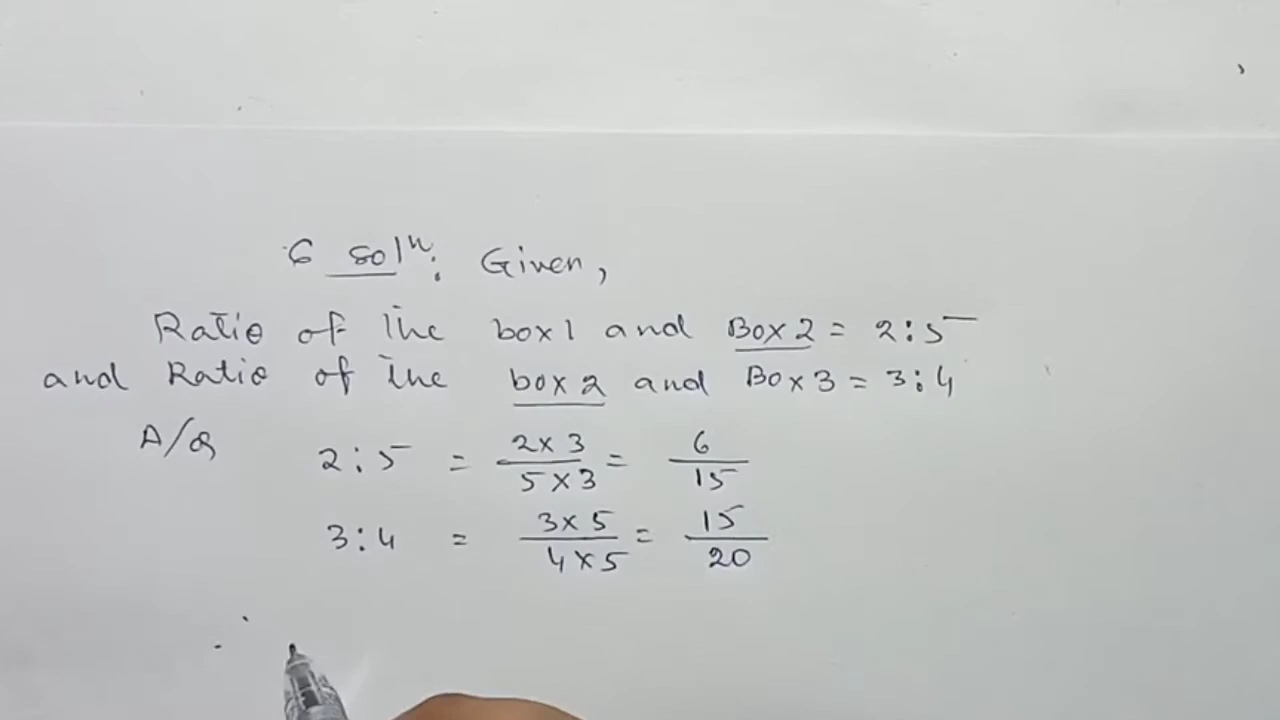 6 Solⁿ: Given,
Ratio of the box 1 and Box 2 = 2:5
and Ratio of the box 2 and Box 3 = 3:4
A/Q 2:5 = 2×3/5×3 = 6/15
3:4 = 3×5/4×5 = 15/20